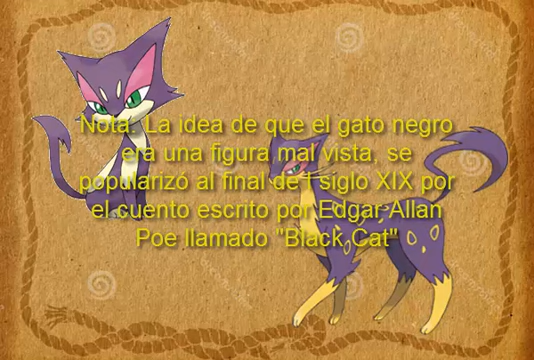 Nota: La idea de que el gato negro
era una figura mal vista, se
popularizó al final del siglo XIX por
el cuento escrito por Edgar Allan
Poe llamado "Black Cat"